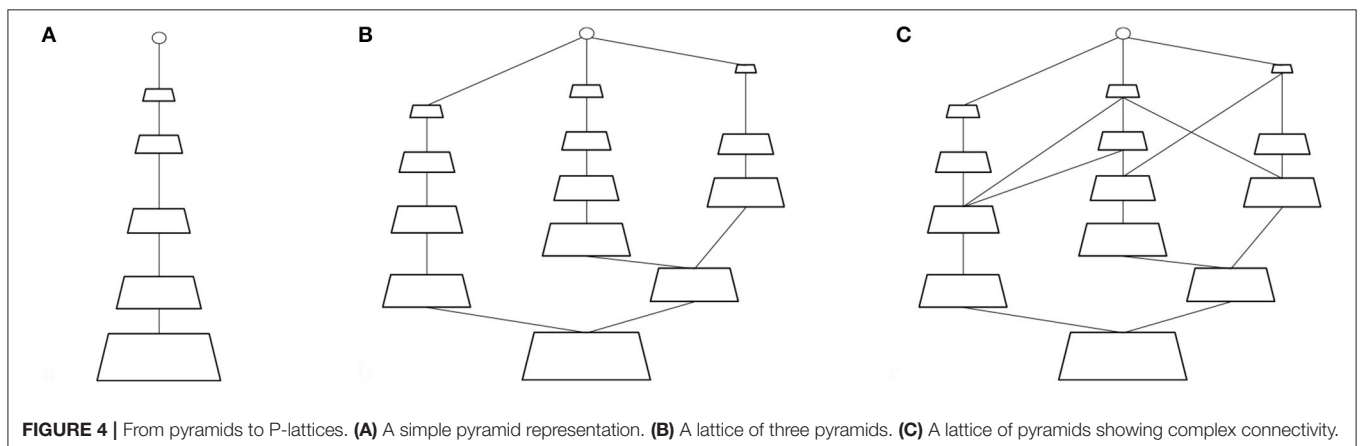 A
B
C
a
b
c
FIGURE 4 | From pyramids to P-lattices. (A) A simple pyramid representation. (B) A lattice of three pyramids. (C) A lattice of pyramids showing complex connectivity.